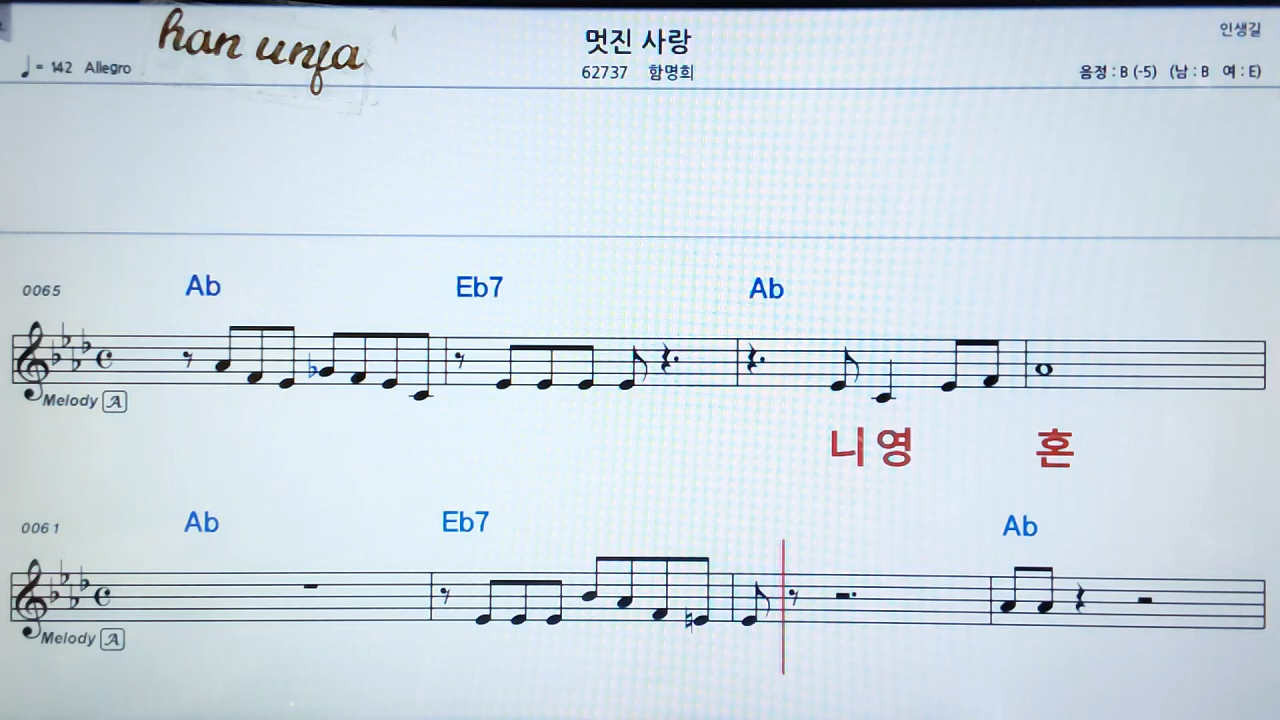 han unfa
멋진 사랑
인생길
♩= 142 Allegro
62737 함명희
음정 : B (-5) (남 : B 여 : E)
0065
Ab Eb7 Ab
Melody A
니 영 혼
0061
Ab Eb7 Ab
Melody A